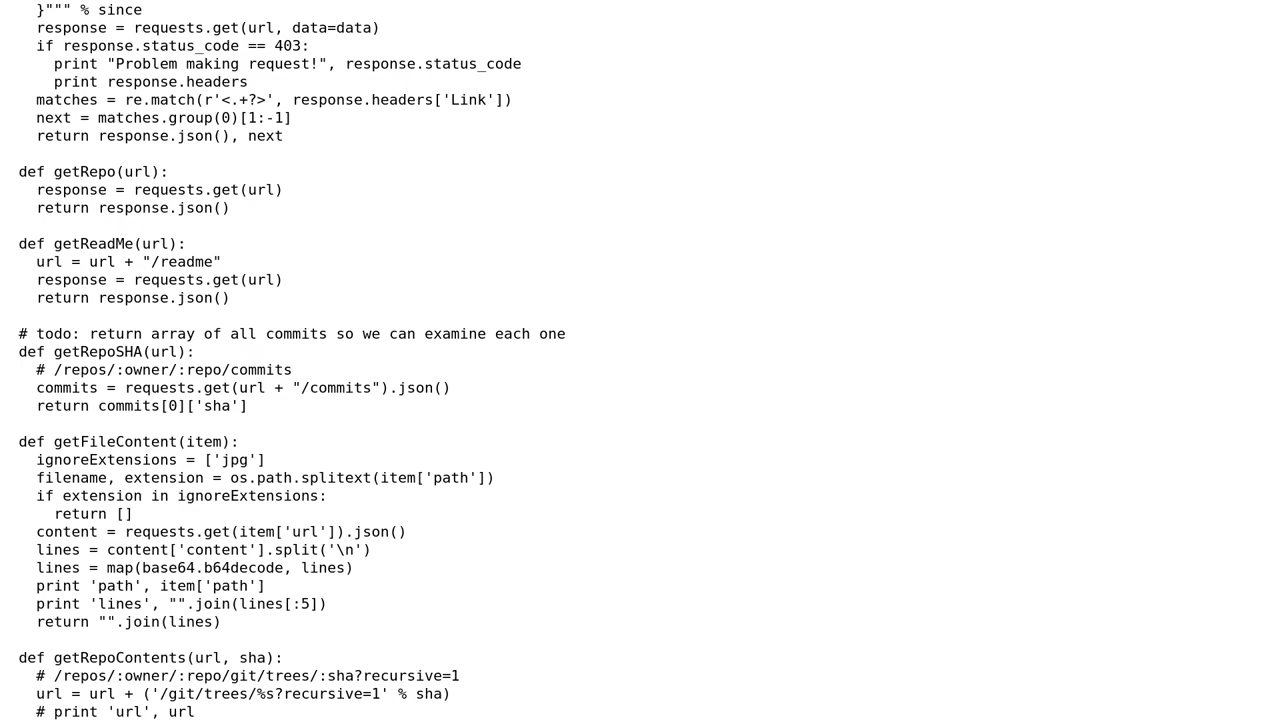 }""" % since
  response = requests.get(url, data=data)
  if response.status_code == 403:
    print "Problem making request!", response.status_code
    print response.headers
  matches = re.match(r'<.+?>', response.headers['Link'])
  next = matches.group(0)[1:-1]
  return response.json(), next

def getRepo(url):
  response = requests.get(url)
  return response.json()

def getReadMe(url):
  url = url + "/readme"
  response = requests.get(url)
  return response.json()

# todo: return array of all commits so we can examine each one
def getRepoSHA(url):
  # /repos/:owner/:repo/commits
  commits = requests.get(url + "/commits").json()
  return commits[0]['sha']

def getFileContent(item):
  ignoreExtensions = ['jpg']
  filename, extension = os.path.splitext(item['path'])
  if extension in ignoreExtensions:
    return []
  content = requests.get(item['url']).json()
  lines = content['content'].split('\n')
  lines = map(base64.b64decode, lines)
  print 'path', item['path']
  print 'lines', "".join(lines[:5])
  return "".join(lines)

def getRepoContents(url, sha):
  # /repos/:owner/:repo/git/trees/:sha?recursive=1
  url = url + ('/git/trees/%s?recursive=1' % sha)
  # print 'url', url